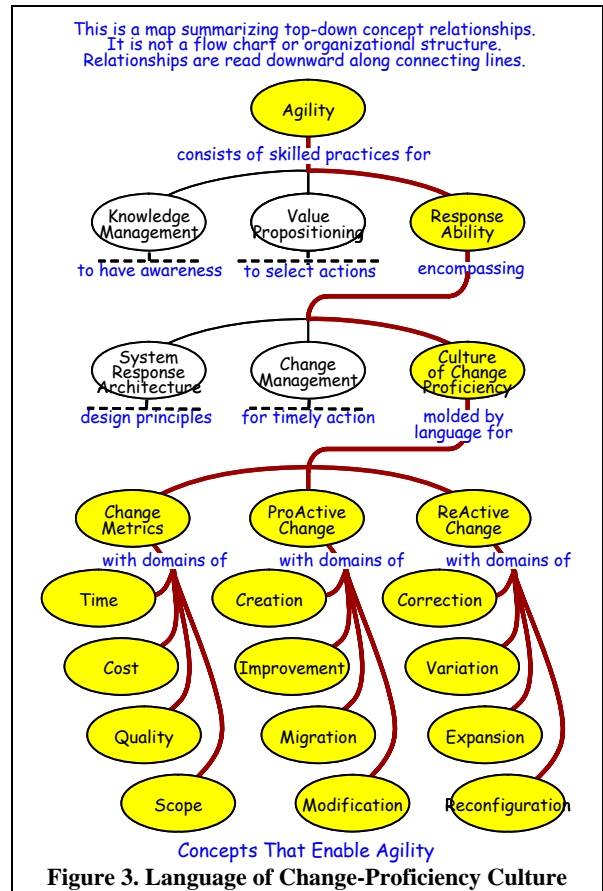 This is a map summarizing top-down concept relationships.
It is not a flow chart or organizational structure.
Relationships are read downward along connecting lines.
Agility
consists of skilled practices for
Knowledge
Management
Value
Propositioning
Response
Ability
to have awareness
to select actions
encompassing
System
Response
Architecture
Change
Management
Culture
of Change
Proficiency
design principles
for timely action
molded by
language for
Change
Metrics
ProActive
Change
ReActive
Change
with domains of
with domains of
with domains of
Time
Creation
Correction
Cost
Improvement
Variation
Quality
Migration
Expansion
Scope
Modification
Reconfiguration
Concepts That Enable Agility
Figure 3. Language of Change-Proficiency Culture